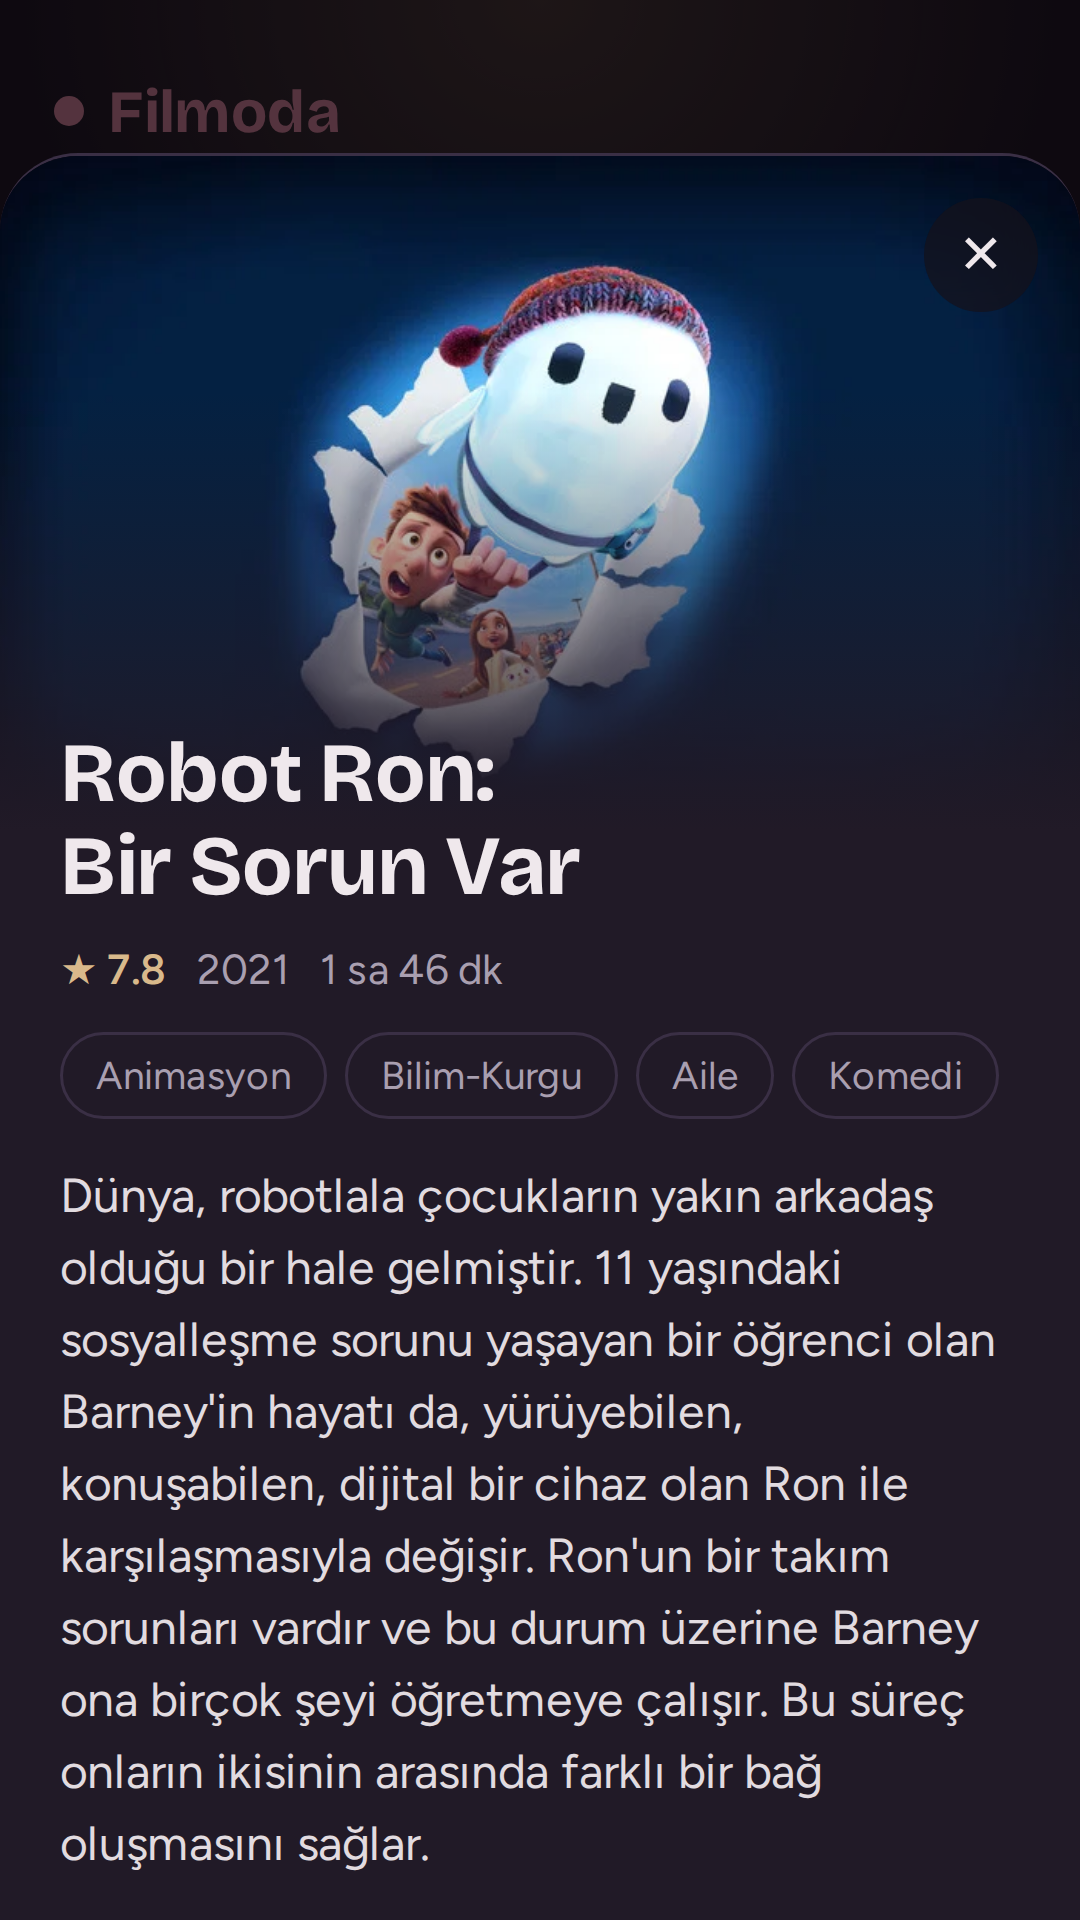 Filmoda
✕
Robot Ron:
Bir Sorun Var
★ 7.8 2021 1 sa 46 dk
Animasyon Bilim-Kurgu Aile Komedi
Dünya, robotlala çocukların yakın arkadaş
olduğu bir hale gelmiştir. 11 yaşındaki
sosyalleşme sorunu yaşayan bir öğrenci olan
Barney'in hayatı da, yürüyebilen,
konuşabilen, dijital bir cihaz olan Ron ile
karşılaşmasıyla değişir. Ron'un bir takım
sorunları vardır ve bu durum üzerine Barney
ona birçok şeyi öğretmeye çalışır. Bu süreç
onların ikisinin arasında farklı bir bağ
oluşmasını sağlar.